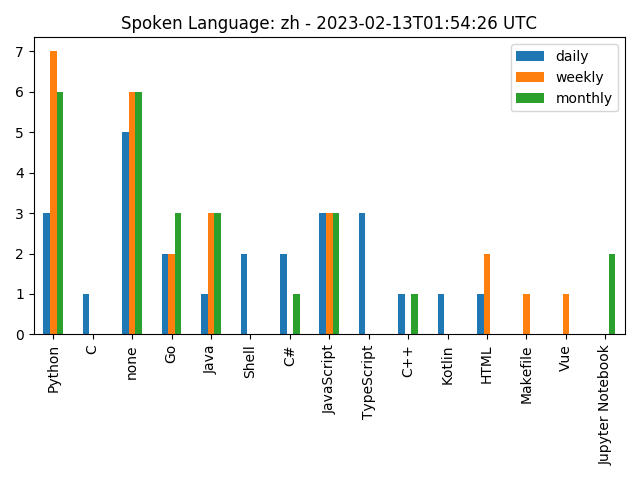 Spoken Language: zh - 2023-02-13T01:54:26 UTC
daily
weekly
monthly
7
6
5
4
3
2
1
0
Python
C
none
Go
Java
Shell
C#
JavaScript
TypeScript
C++
Kotlin
HTML
Makefile
Vue
Jupyter Notebook